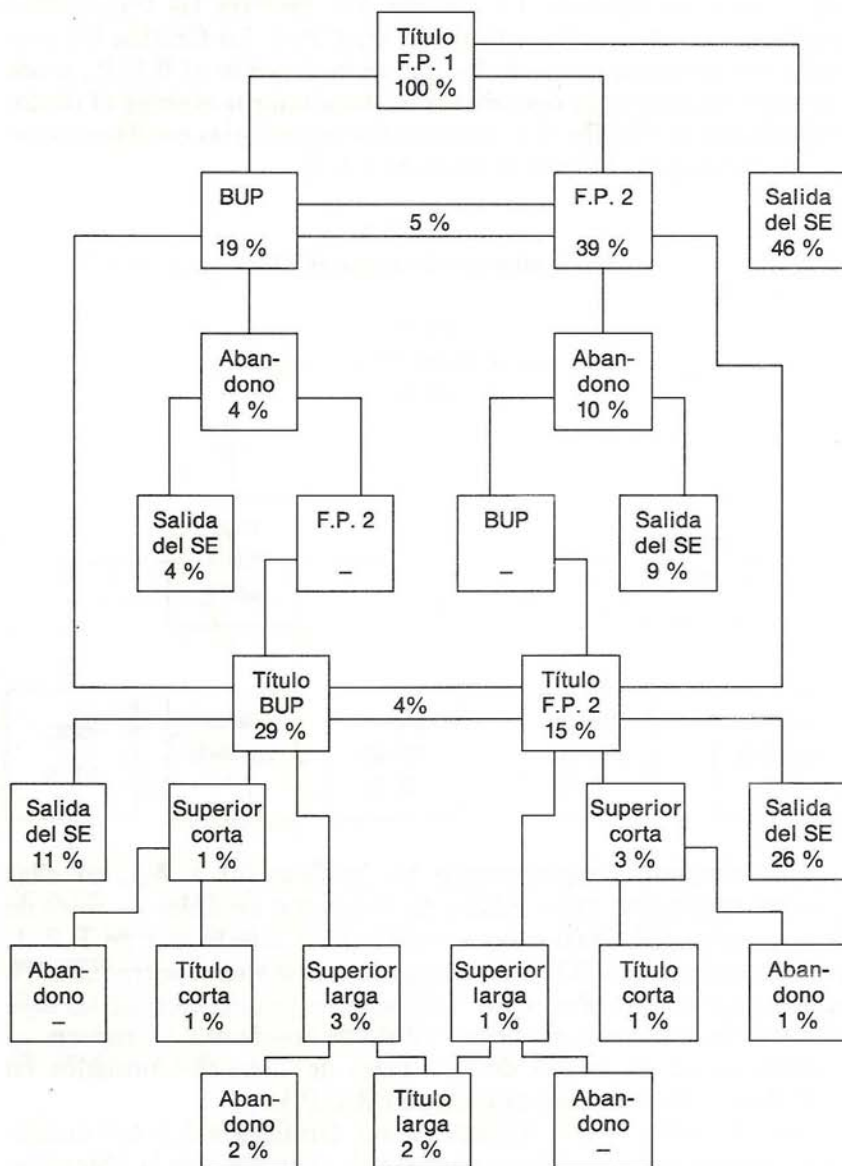 Título
F.P. 1
100 %
BUP
19 %
5 %
F.P. 2
39 %
Salida
del SE
46 %
Aban-
dono
4 %
Aban-
dono
10 %
Salida
del SE
4 %
F.P. 2
–
BUP
–
Salida
del SE
9 %
Título
BUP
29 %
4%
Título
F.P. 2
15 %
Salida
del SE
11 %
Superior
corta
1 %
Superior
corta
3 %
Salida
del SE
26 %
Aban-
dono
–
Título
corta
1 %
Superior
larga
3 %
Superior
larga
1 %
Título
corta
1 %
Aban-
dono
1 %
Aban-
dono
2 %
Título
larga
2 %
Aban-
dono
–